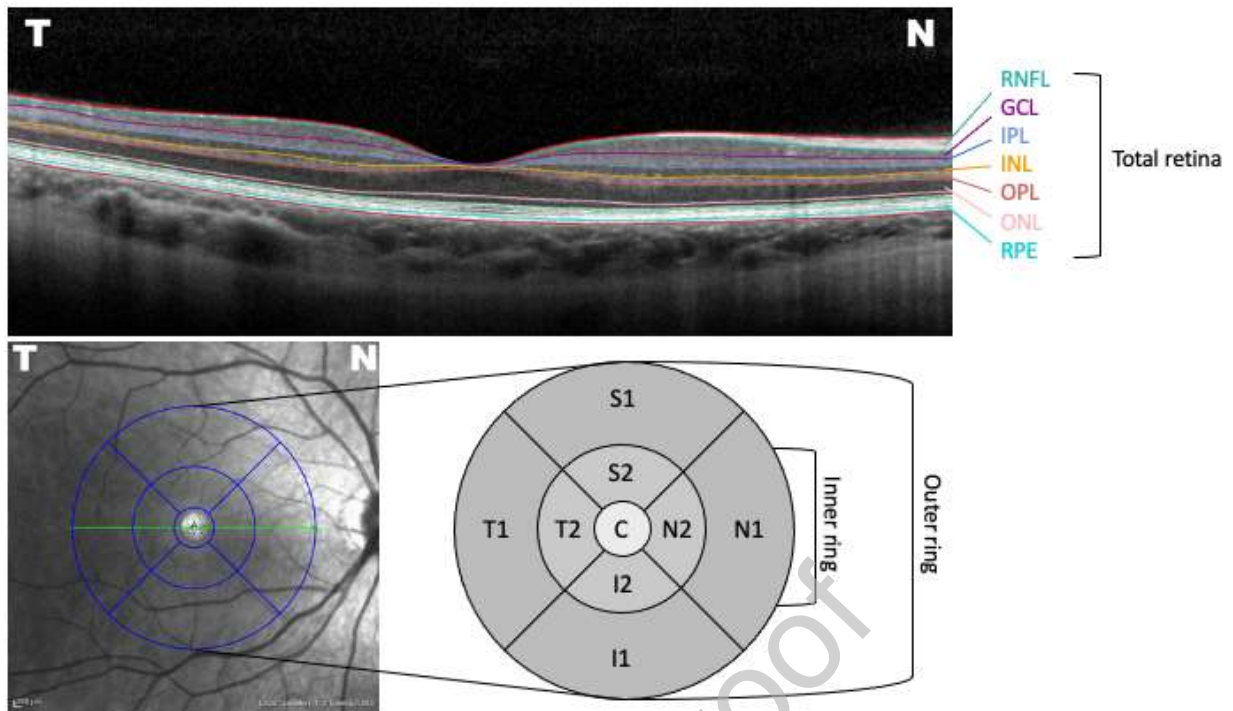 T N
RNFL
GCL
IPL
INL
OPL
ONL
RPE
Total retina
T N
S1
S2
T1 T2 C N2 N1
I2
I1
Inner ring
Outer ring
oof